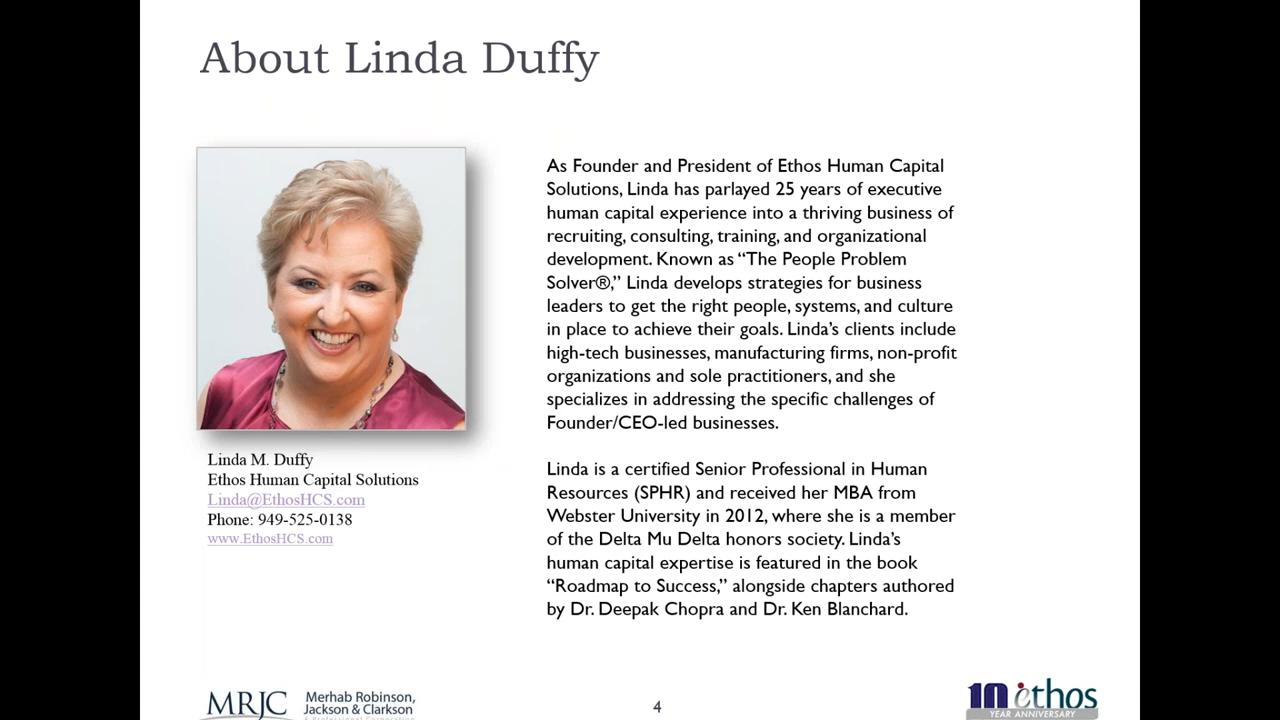 About Linda Duffy
As Founder and President of Ethos Human Capital
Solutions, Linda has parlayed 25 years of executive
human capital experience into a thriving business of
recruiting, consulting, training, and organizational
development. Known as “The People Problem
Solver®,” Linda develops strategies for business
leaders to get the right people, systems, and culture
in place to achieve their goals. Linda’s clients include
high-tech businesses, manufacturing firms, non-profit
organizations and sole practitioners, and she
specializes in addressing the specific challenges of
Founder/CEO-led businesses.
Linda is a certified Senior Professional in Human
Resources (SPHR) and received her MBA from
Webster University in 2012, where she is a member
of the Delta Mu Delta honors society. Linda’s
human capital expertise is featured in the book
“Roadmap to Success,” alongside chapters authored
by Dr. Deepak Chopra and Dr. Ken Blanchard.
Linda M. Duffy
Ethos Human Capital Solutions
Linda@EthosHCS.com
Phone: 949-525-0138
www.EthosHCS.com
MRJC
Merhab Robinson,
Jackson & Clarkson
4
10 ethos
YEAR ANNIVERSARY